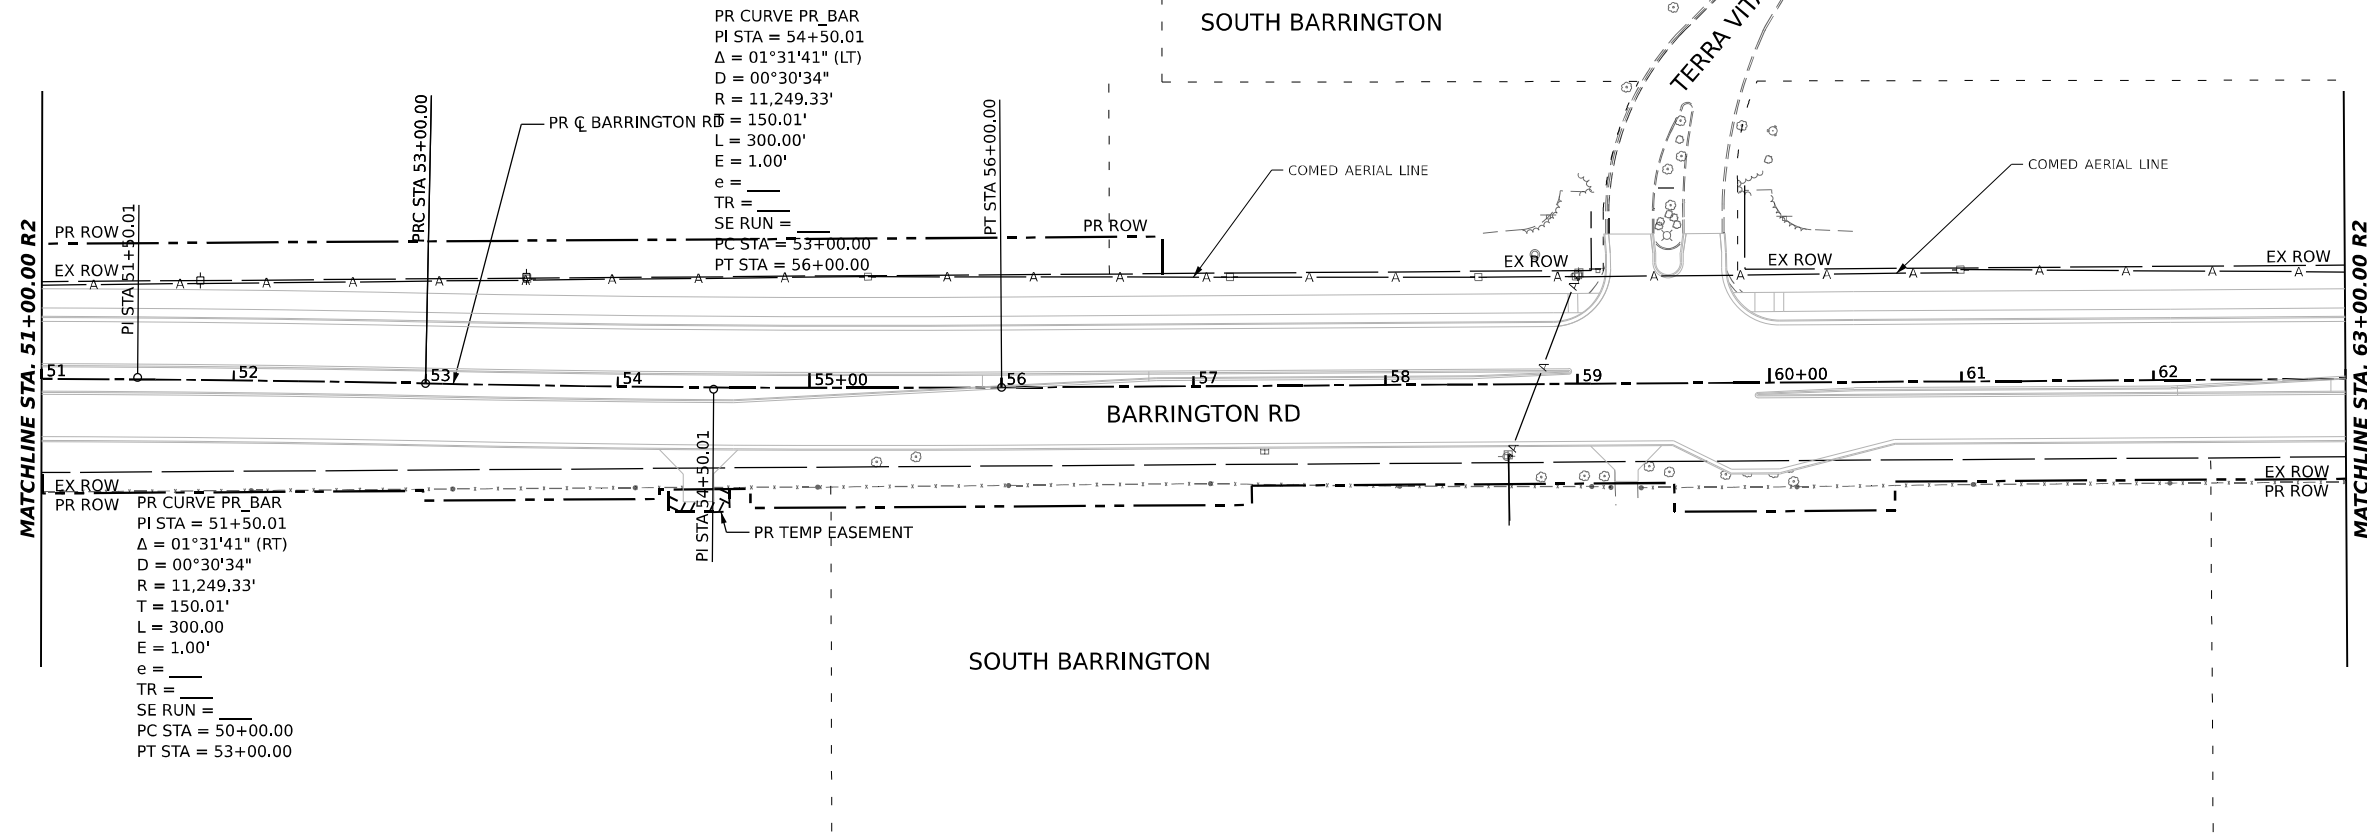 PR CURVE PR_BAR
PI STA = 54+50.01
Δ = 01°31'41" (LT)
D = 00°30'34"
R = 11,249.33'
T = 150.01'
L = 300.00'
E = 1.00'
e = ____
TR = ____
SE RUN = ____
PC STA = 53+00.00
PT STA = 56+00.00
SOUTH BARRINGTON
TERRA VITA
PR ℄ BARRINGTON RD
PRC STA 53+00.00
PT STA 56+00.00
PI STA 51+50.01
COMED AERIAL LINE
COMED AERIAL LINE
MATCHLINE STA. 51+00.00 R2
MATCHLINE STA. 63+00.00 R2
PR ROW
PR ROW
EX ROW
EX ROW
EX ROW
EX ROW
A A A A A A A A A A A A A A A A A A A A A A A A A A
A
A
A
51 52 53 54 55+00 56 57 58 59 60+00 61 62
BARRINGTON RD
PI STA 54+50.01
EX ROW
PR ROW
EX ROW
PR ROW
PR TEMP EASEMENT
PR CURVE PR_BAR
PI STA = 51+50.01
Δ = 01°31'41" (RT)
D = 00°30'34"
R = 11,249.33'
T = 150.01'
L = 300.00
E = 1.00'
e = ____
TR = ____
SE RUN = ____
PC STA = 50+00.00
PT STA = 53+00.00
SOUTH BARRINGTON